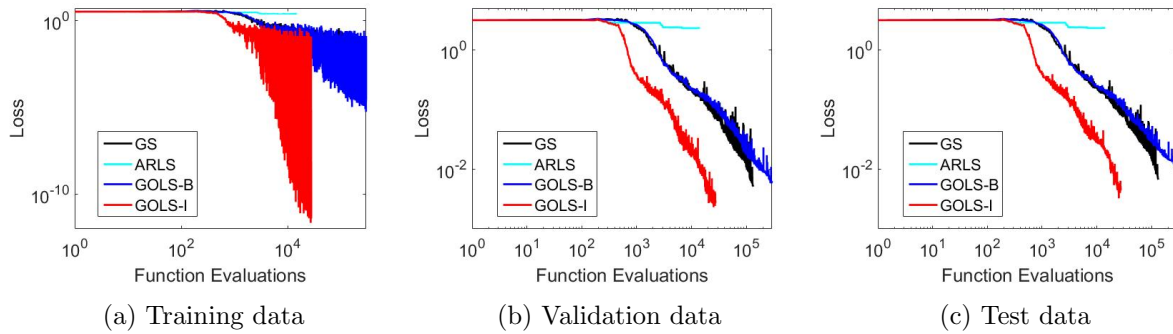 10^0
10^-10
Loss
GS
ARLS
GOLS-B
GOLS-I
10^0 10^2 10^4
Function Evaluations
(a) Training data
10^0
10^-2
Loss
GS
ARLS
GOLS-B
GOLS-I
10^0 10^1 10^2 10^3 10^4 10^5
Function Evaluations
(b) Validation data
10^0
10^-2
Loss
GS
ARLS
GOLS-B
GOLS-I
10^0 10^1 10^2 10^3 10^4 10^5
Function Evaluations
(c) Test data